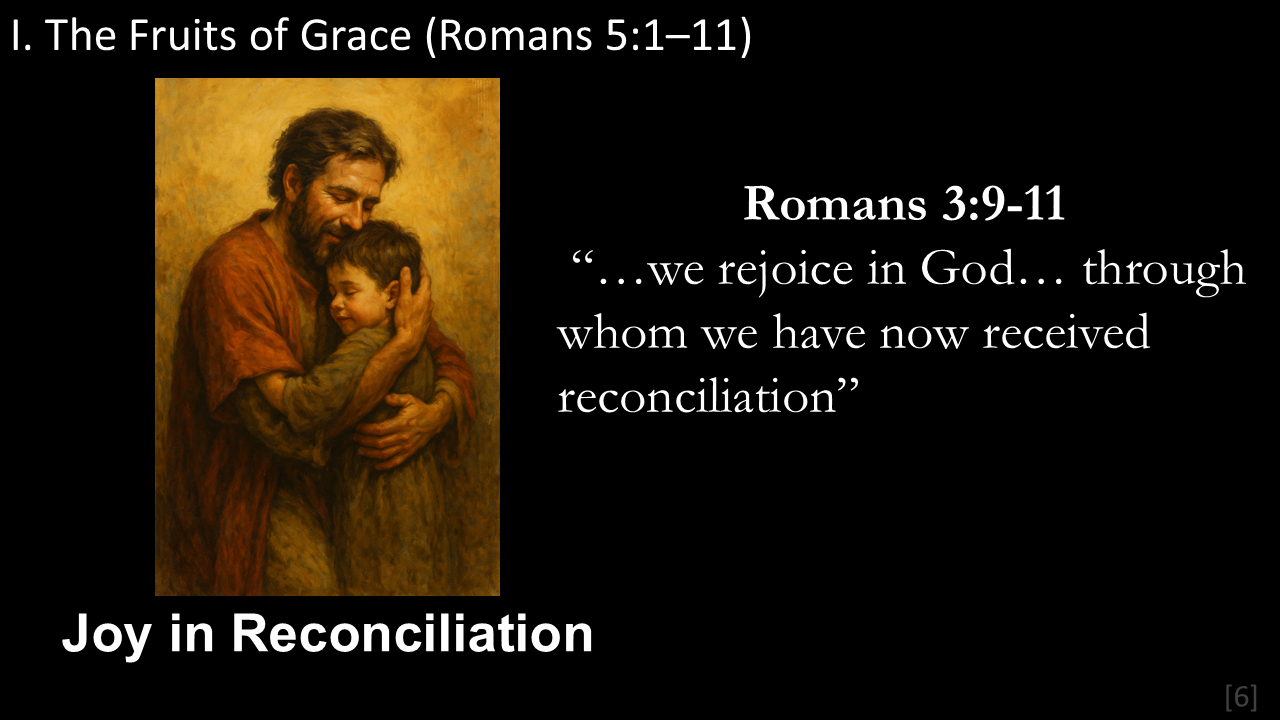 I. The Fruits of Grace (Romans 5:1–11)
Romans 3:9-11
“…we rejoice in God… through
whom we have now received
reconciliation”
Joy in Reconciliation
[6]